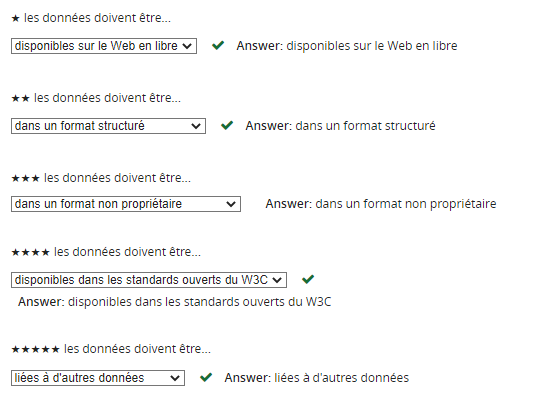 ★ les données doivent être...
disponibles sur le Web en libre Answer: disponibles sur le Web en libre
★★ les données doivent être...
dans un format structuré Answer: dans un format structuré
★★★ les données doivent être...
dans un format non propriétaire Answer: dans un format non propriétaire
★★★★ les données doivent être...
disponibles dans les standards ouverts du W3C
Answer: disponibles dans les standards ouverts du W3C
★★★★★ les données doivent être...
liées à d'autres données Answer: liées à d'autres données